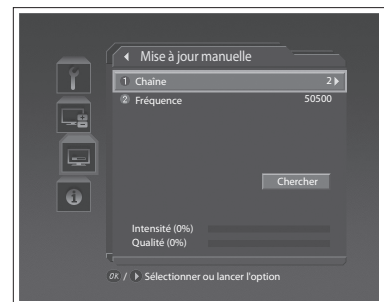 Mise à jour manuelle
1 Chaîne 2
2 Fréquence 50500
Chercher
Intensité (0%)
Qualité (0%)
OK / Sélectionner ou lancer l'option